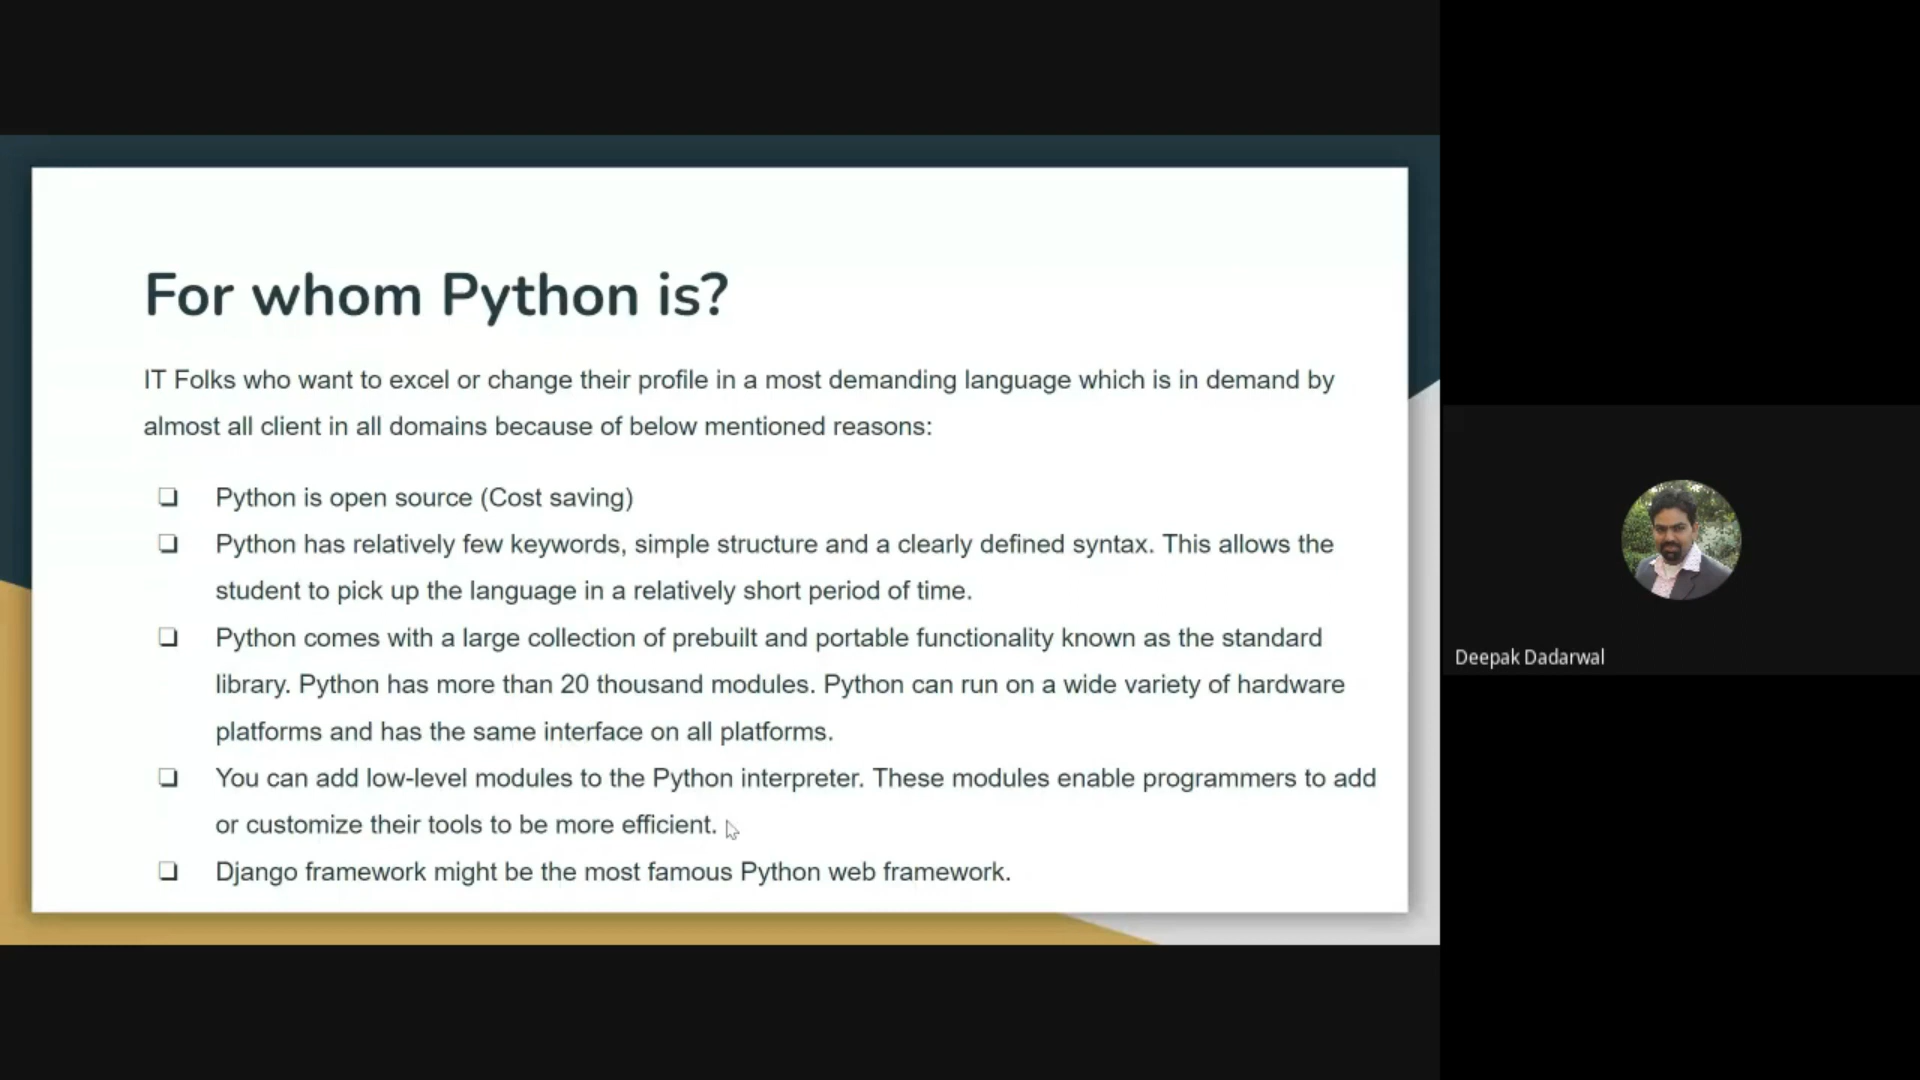 For whom Python is?
IT Folks who want to excel or change their profile in a most demanding language which is in demand by
almost all client in all domains because of below mentioned reasons:
❏ Python is open source (Cost saving)
❏ Python has relatively few keywords, simple structure and a clearly defined syntax. This allows the
student to pick up the language in a relatively short period of time.
❏ Python comes with a large collection of prebuilt and portable functionality known as the standard
library. Python has more than 20 thousand modules. Python can run on a wide variety of hardware
platforms and has the same interface on all platforms.
❏ You can add low-level modules to the Python interpreter. These modules enable programmers to add
or customize their tools to be more efficient.
❏ Django framework might be the most famous Python web framework.
Deepak Dadarwal